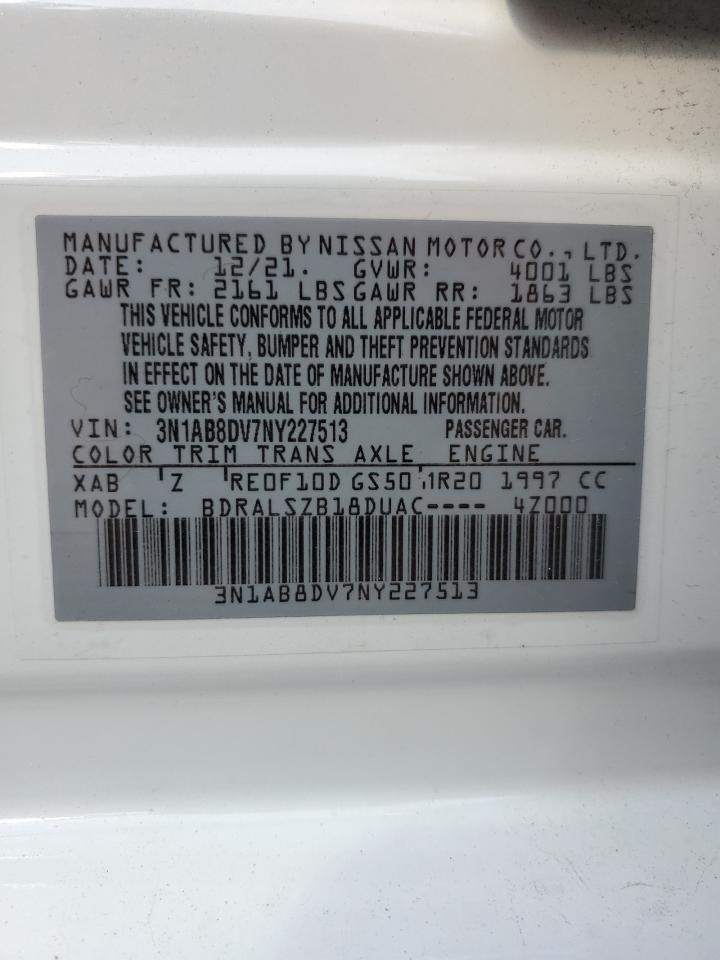 MANUFACTURED BY NISSAN MOTOR CO., LTD.
DATE: 12/21. GVWR: 4001 LBS
GAWR FR: 2161 LBS GAWR RR: 1863 LBS
THIS VEHICLE CONFORMS TO ALL APPLICABLE FEDERAL MOTOR
VEHICLE SAFETY, BUMPER AND THEFT PREVENTION STANDARDS
IN EFFECT ON THE DATE OF MANUFACTURE SHOWN ABOVE.
SEE OWNER'S MANUAL FOR ADDITIONAL INFORMATION.
VIN: 3N1AB8DV7NY227513 PASSENGER CAR.
COLOR TRIM TRANS AXLE ENGINE
XAB Z RE0F10D GS50 MR20 1997 CC
MODEL: BDRALSZB18DUAC---- 4Z000
3N1AB8DV7NY227513